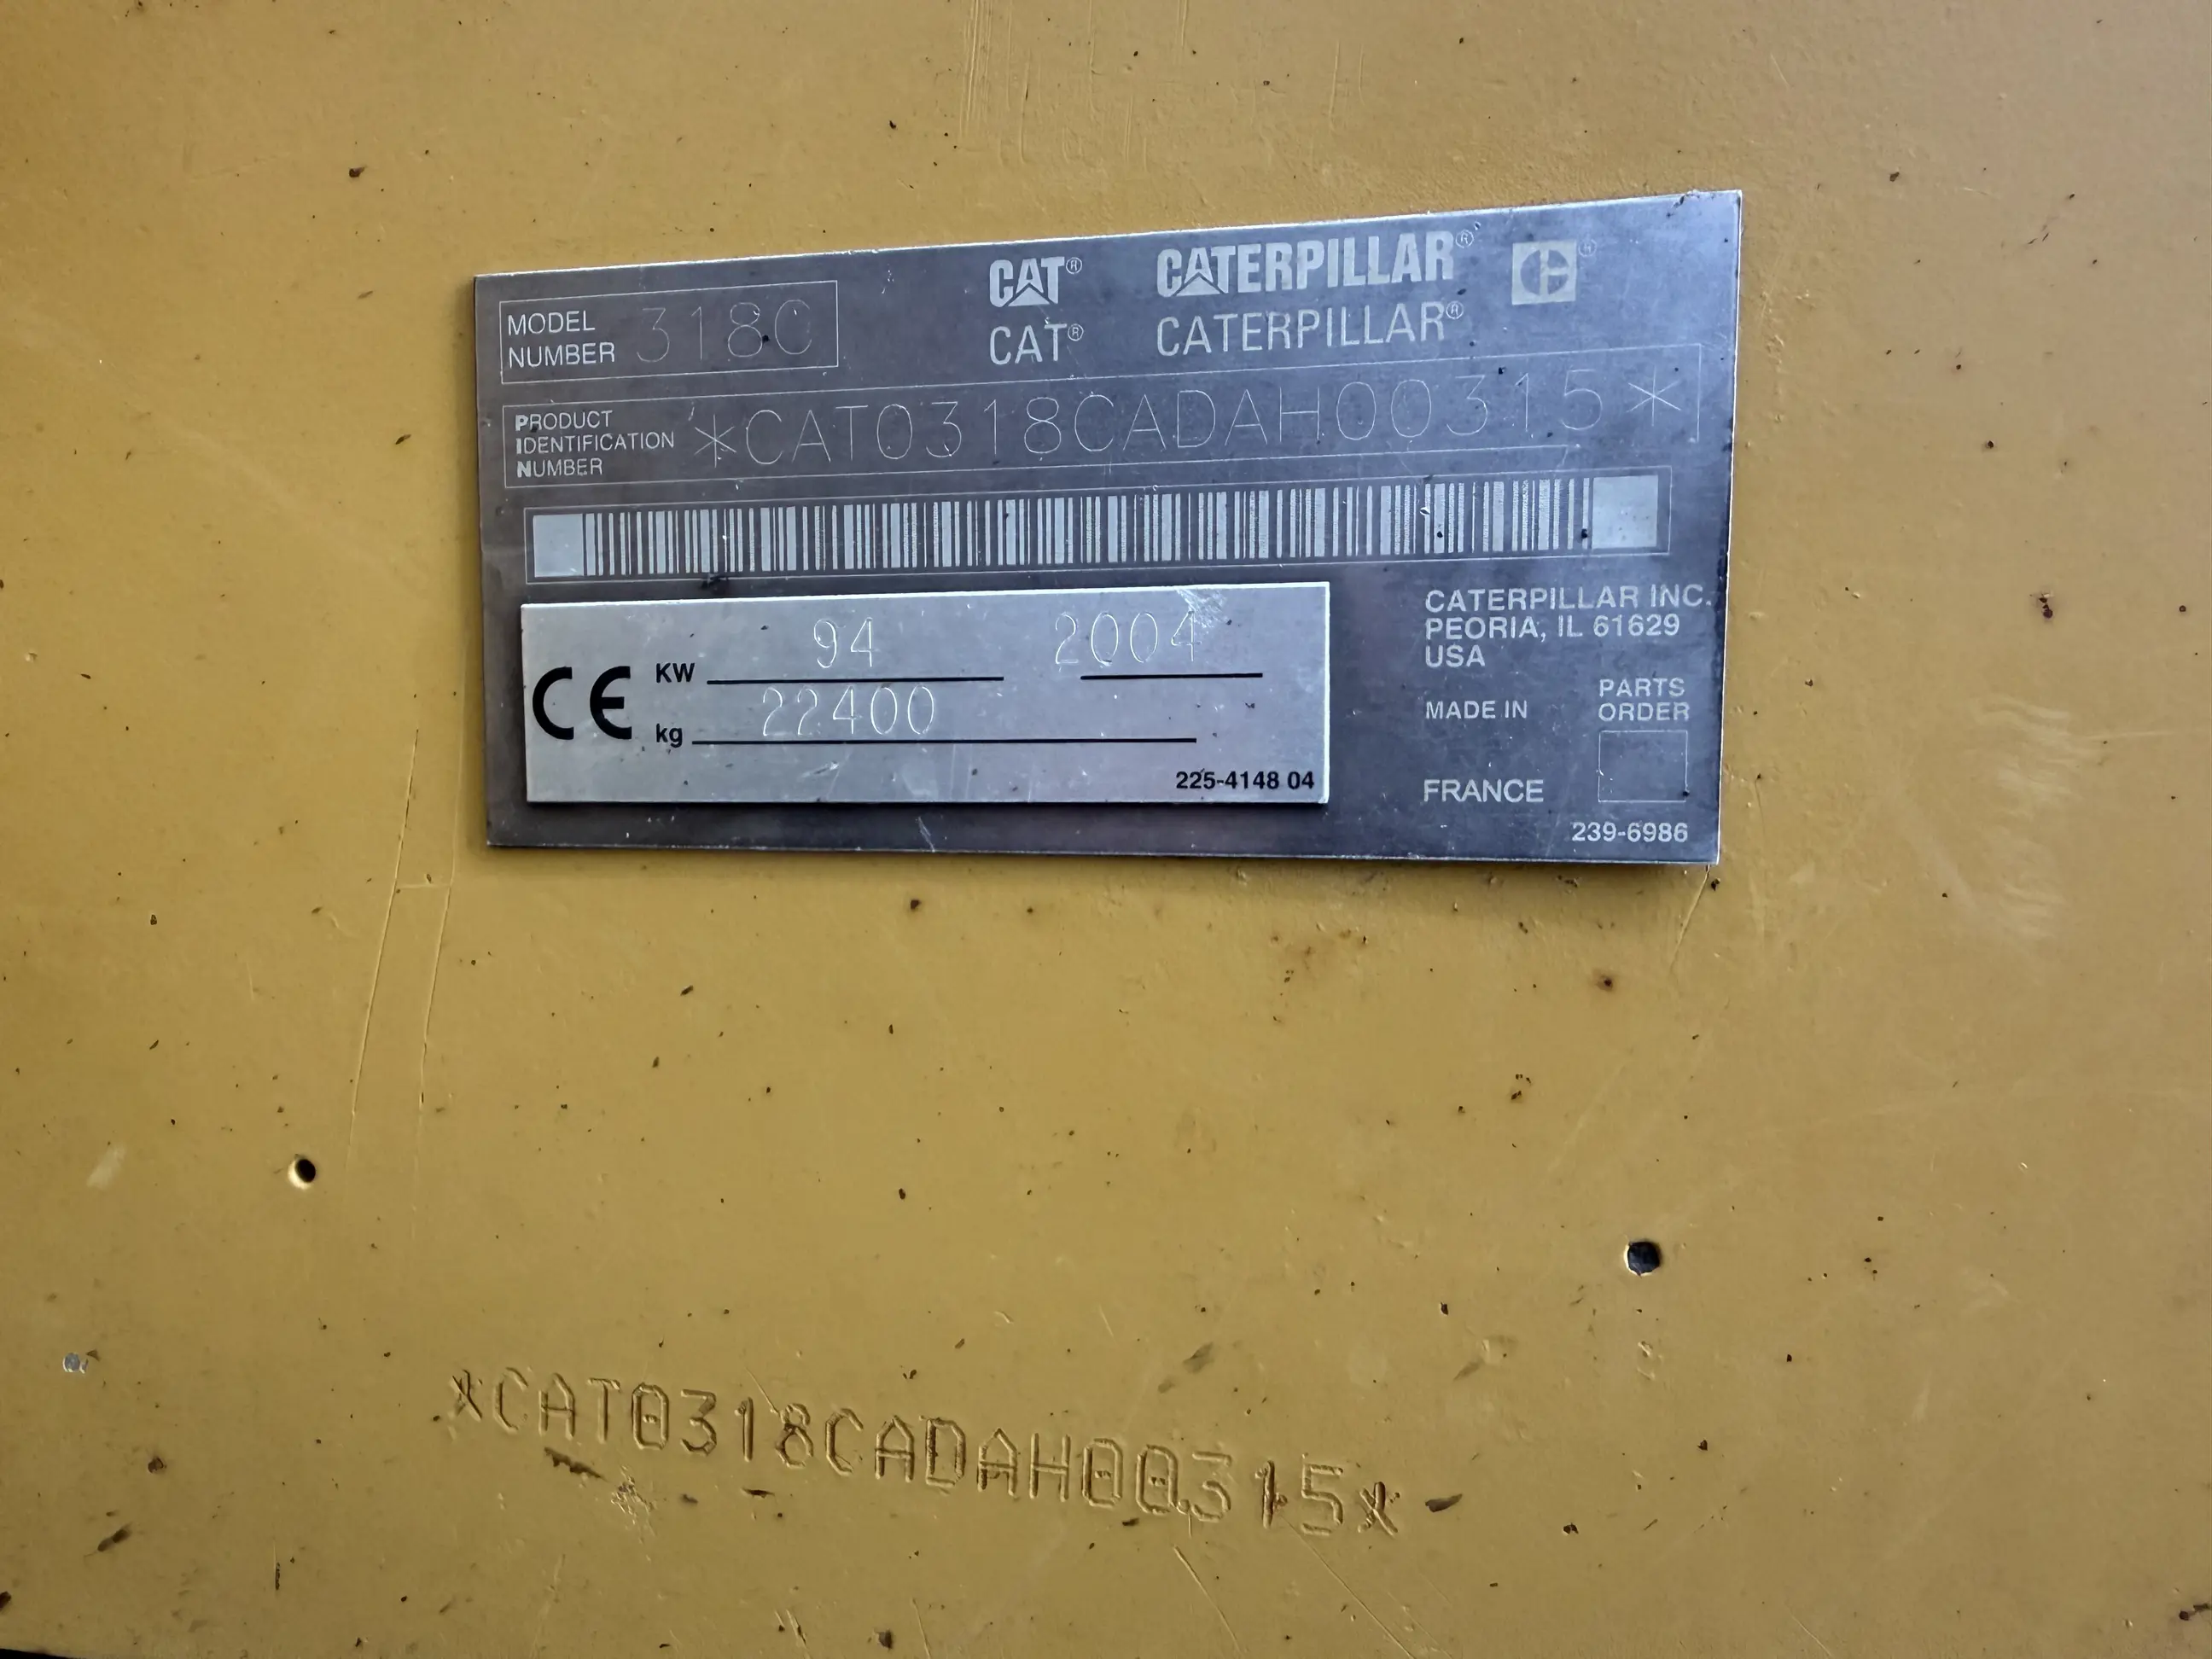 CAT® CATERPILLAR® ®
CAT® CATERPILLAR®
MODEL
NUMBER 318C
PRODUCT
IDENTIFICATION
NUMBER *CAT0318CADAH00315*
CE KW 94 2004
kg 22400
225-4148 04
CATERPILLAR INC.
PEORIA, IL 61629
USA
MADE IN
FRANCE
PARTS
ORDER
239-6986
*CAT0318CADAH00315*